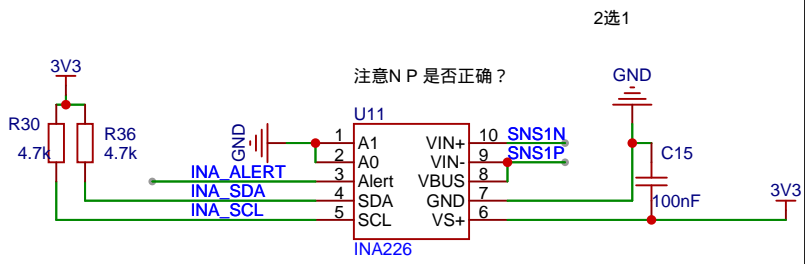 2选1
3V3
注意N P 是否正确？
GND
R30
4.7k
R36
4.7k
GND
U11
1 A1 VIN+ 10 SNS1N
2 A0 VIN- 9 SNS1P
INA_ALERT 3 Alert VBUS 8
INA_SDA 4 SDA GND 7
INA_SCL 5 SCL VS+ 6
INA226
C15
100nF
3V3